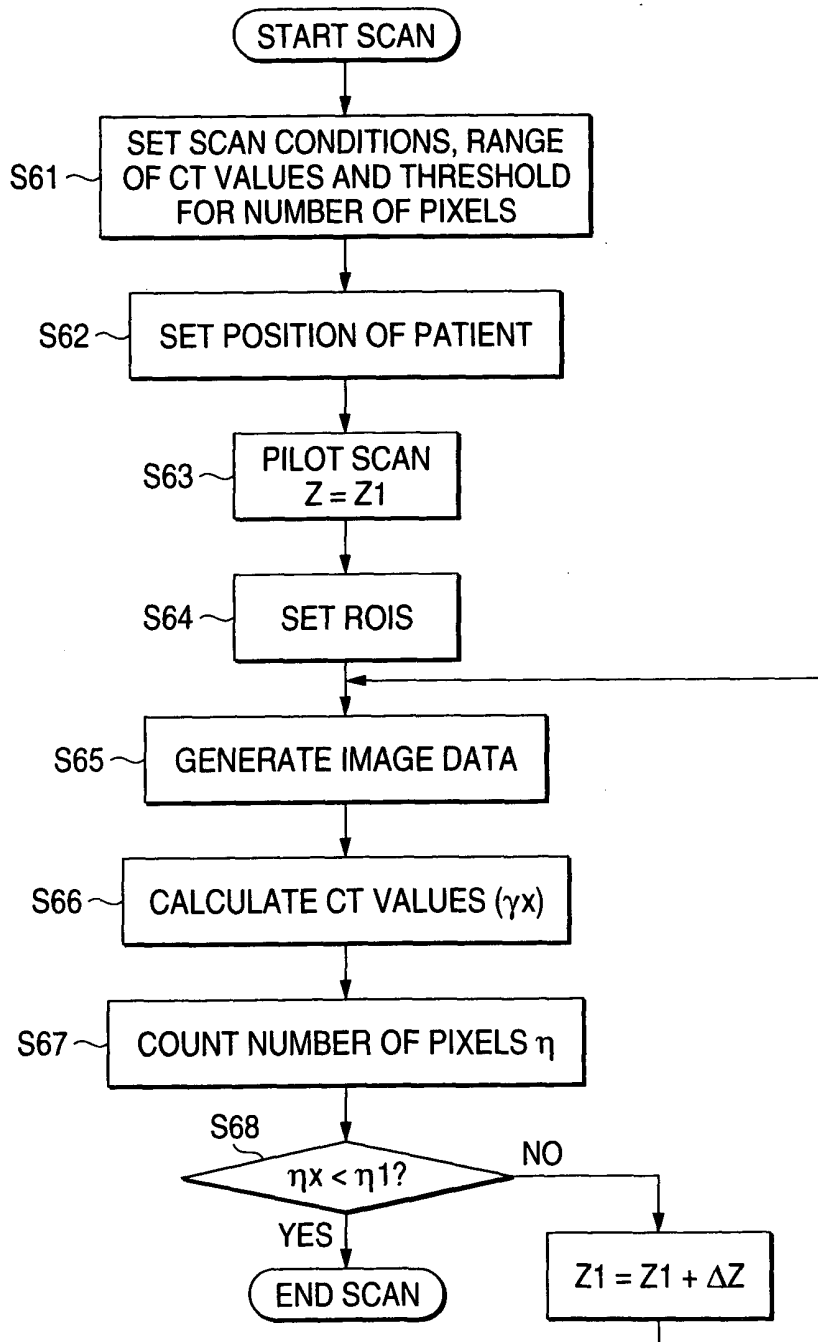 START SCAN
S61
SET SCAN CONDITIONS, RANGE
OF CT VALUES AND THRESHOLD
FOR NUMBER OF PIXELS
S62
SET POSITION OF PATIENT
S63
PILOT SCAN
Z = Z1
S64
SET ROIS
S65
GENERATE IMAGE DATA
S66
CALCULATE CT VALUES (γx)
S67
COUNT NUMBER OF PIXELS η
S68
ηx < η1?
NO
YES
Z1 = Z1 + ΔZ
END SCAN